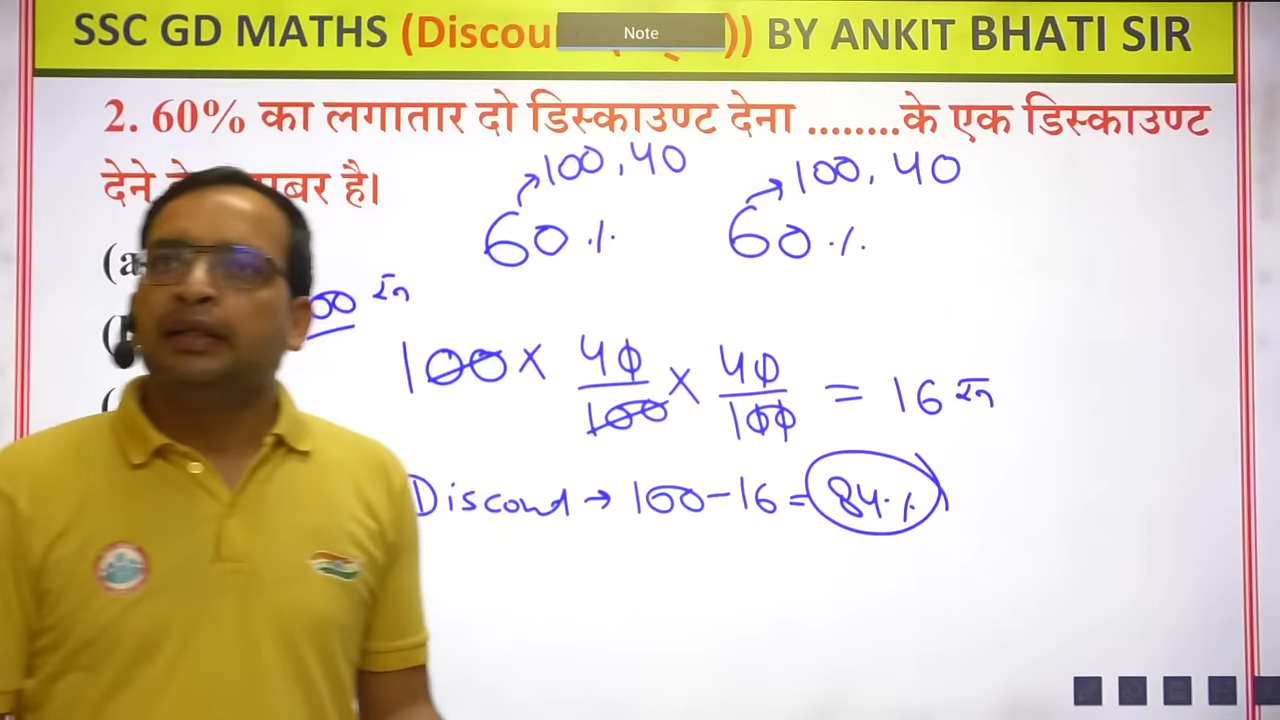 SSC GD MATHS (Discou )) BY ANKIT BHATI SIR
Note
2. 60% का लगातार दो डिस्काउण्ट देना ........के एक डिस्काउण्ट
देने है।
100, 40 100, 40
60% 60%
(a
100 × 40/100 × 40/100 = 16 रु
Discond → 100-16 = 84%